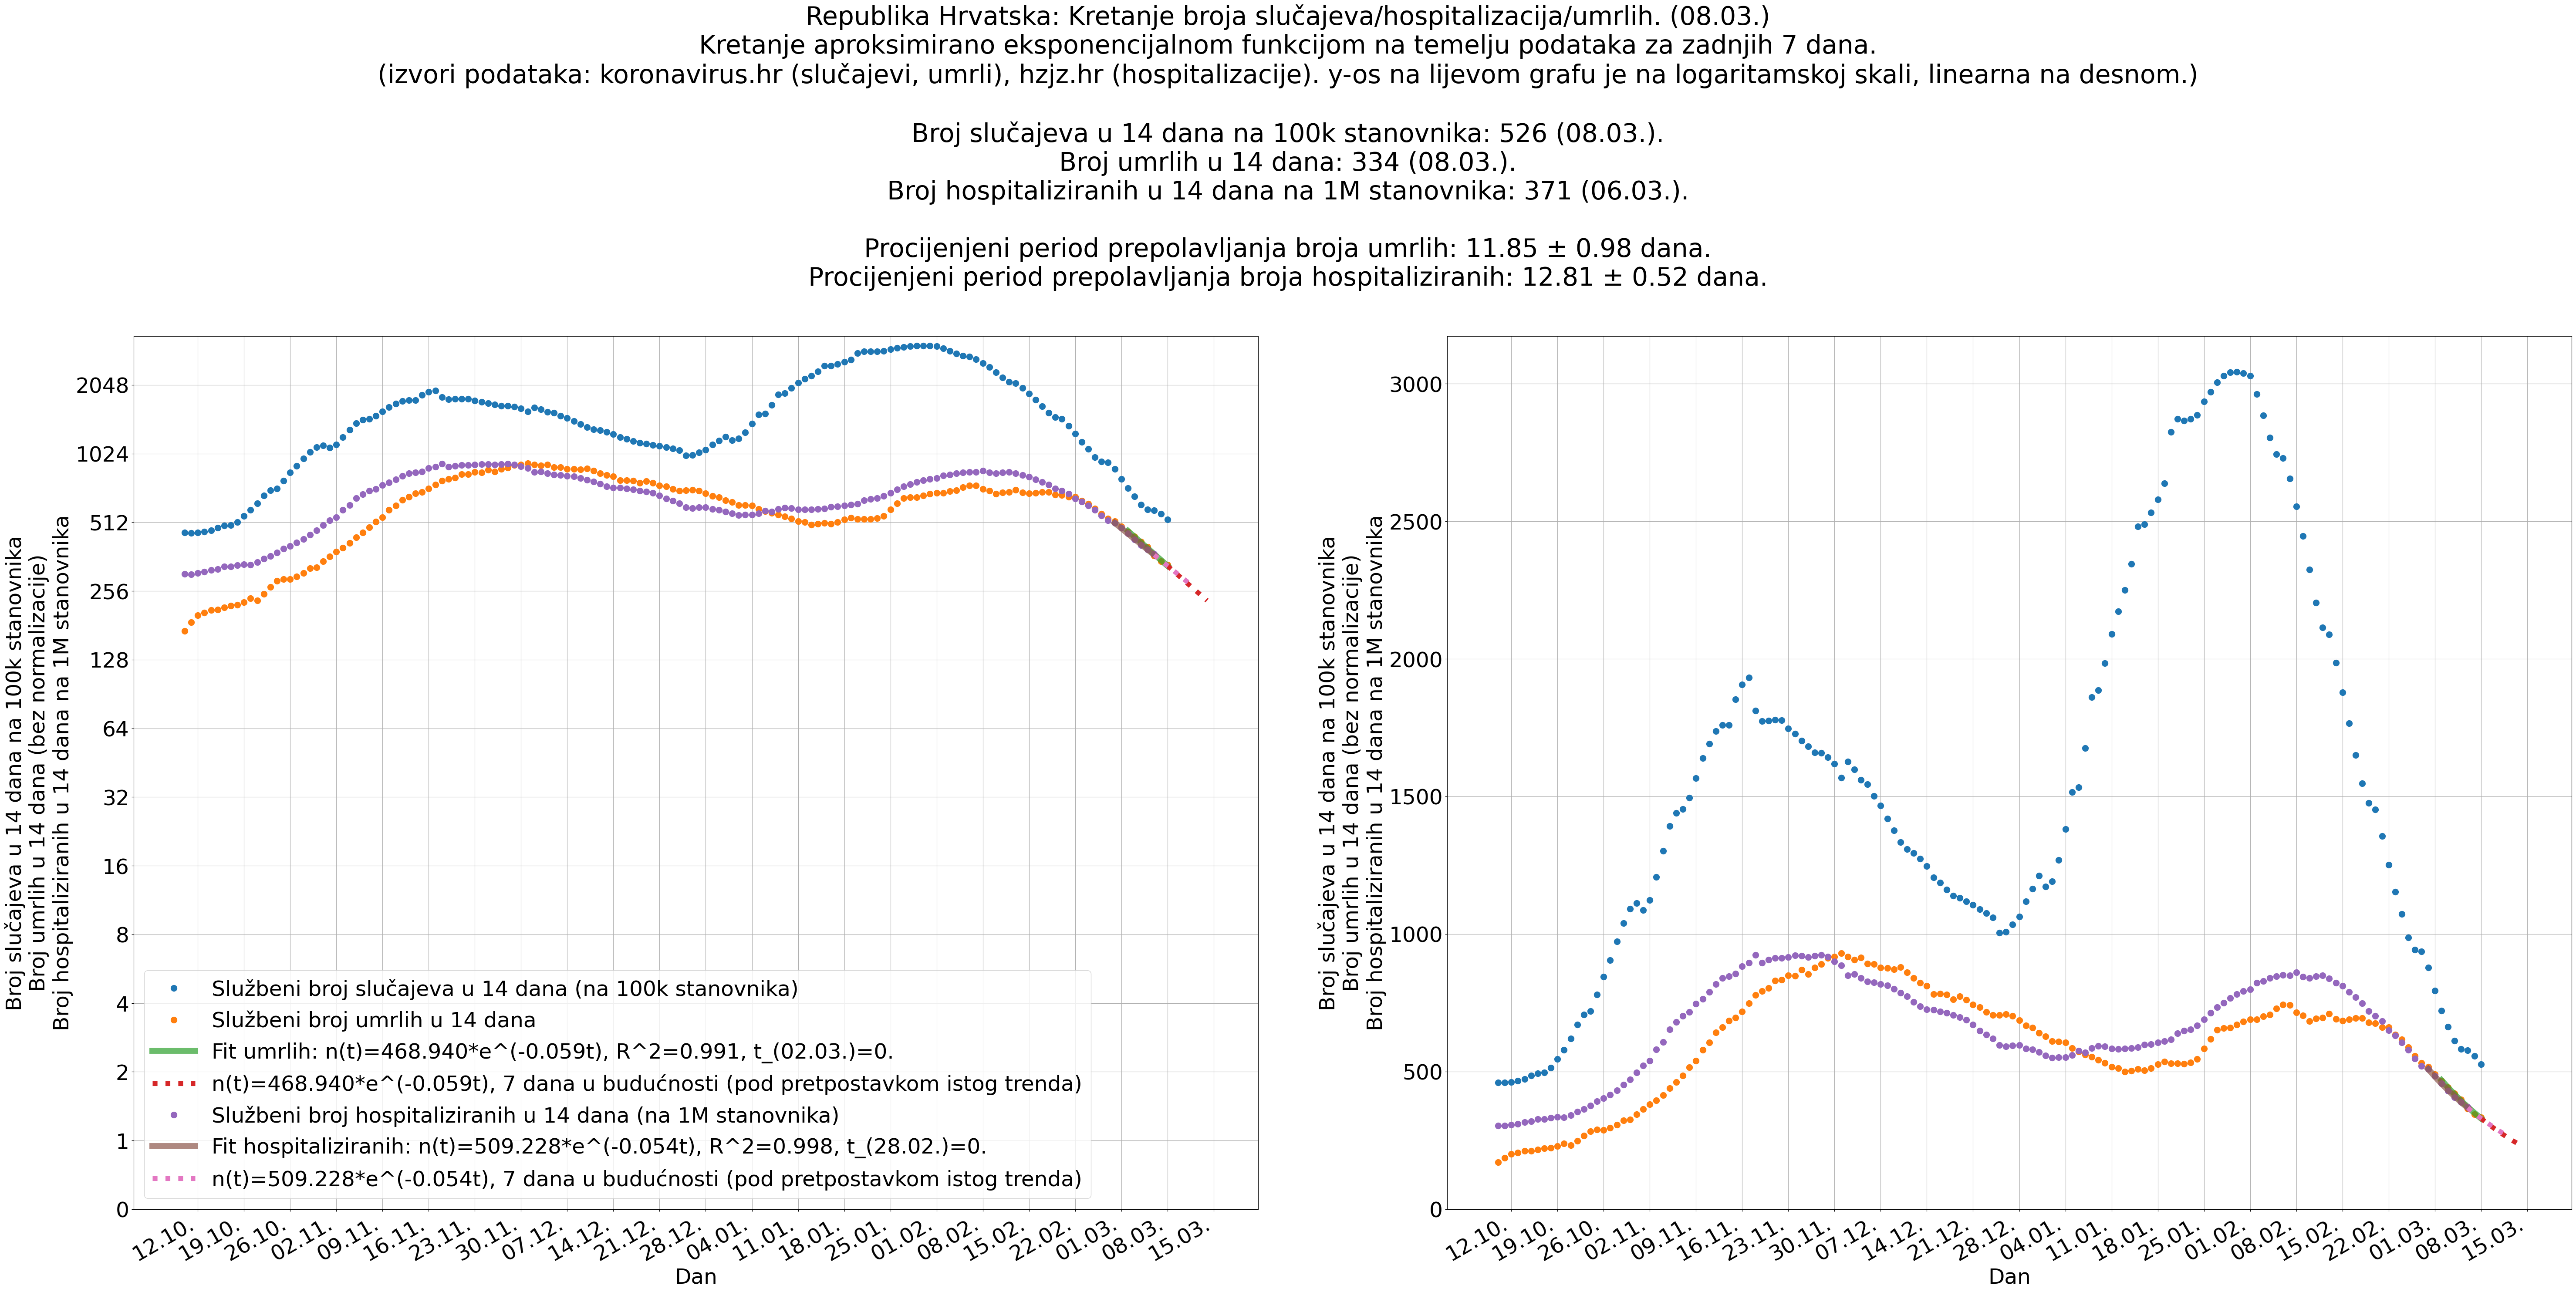 Republika Hrvatska: Kretanje broja slučajeva/hospitalizacija/umrlih. (08.03.)
Kretanje aproksimirano eksponencijalnom funkcijom na temelju podataka za zadnjih 7 dana.
(izvori podataka: koronavirus.hr (slučajevi, umrli), hzjz.hr (hospitalizacije). y-os na lijevom grafu je na logaritamskoj skali, linearna na desnom.)
Broj slučajeva u 14 dana na 100k stanovnika: 526 (08.03.).
Broj umrlih u 14 dana: 334 (08.03.).
Broj hospitaliziranih u 14 dana na 1M stanovnika: 371 (06.03.).
Procijenjeni period prepolavljanja broja umrlih: 11.85 ± 0.98 dana.
Procijenjeni period prepolavljanja broja hospitaliziranih: 12.81 ± 0.52 dana.
Broj slučajeva u 14 dana na 100k stanovnika
Broj umrlih u 14 dana (bez normalizacije)
Broj hospitaliziranih u 14 dana na 1M stanovnika
2048
1024
512
256
128
64
32
16
8
4
2
1
0
Službeni broj slučajeva u 14 dana (na 100k stanovnika)
Službeni broj umrlih u 14 dana
Fit umrlih: n(t)=468.940*e^(-0.059t), R^2=0.991, t_(02.03.)=0.
n(t)=468.940*e^(-0.059t), 7 dana u budućnosti (pod pretpostavkom istog trenda)
Službeni broj hospitaliziranih u 14 dana (na 1M stanovnika)
Fit hospitaliziranih: n(t)=509.228*e^(-0.054t), R^2=0.998, t_(28.02.)=0.
n(t)=509.228*e^(-0.054t), 7 dana u budućnosti (pod pretpostavkom istog trenda)
12.10. 19.10. 26.10. 02.11. 09.11. 16.11. 23.11. 30.11. 07.12. 14.12. 21.12. 28.12. 04.01. 11.01. 18.01. 25.01. 01.02. 08.02. 15.02. 22.02. 01.03. 08.03. 15.03.
Dan
Broj slučajeva u 14 dana na 100k stanovnika
Broj umrlih u 14 dana (bez normalizacije)
Broj hospitaliziranih u 14 dana na 1M stanovnika
3000
2500
2000
1500
1000
500
0
12.10. 19.10. 26.10. 02.11. 09.11. 16.11. 23.11. 30.11. 07.12. 14.12. 21.12. 28.12. 04.01. 11.01. 18.01. 25.01. 01.02. 08.02. 15.02. 22.02. 01.03. 08.03. 15.03.
Dan